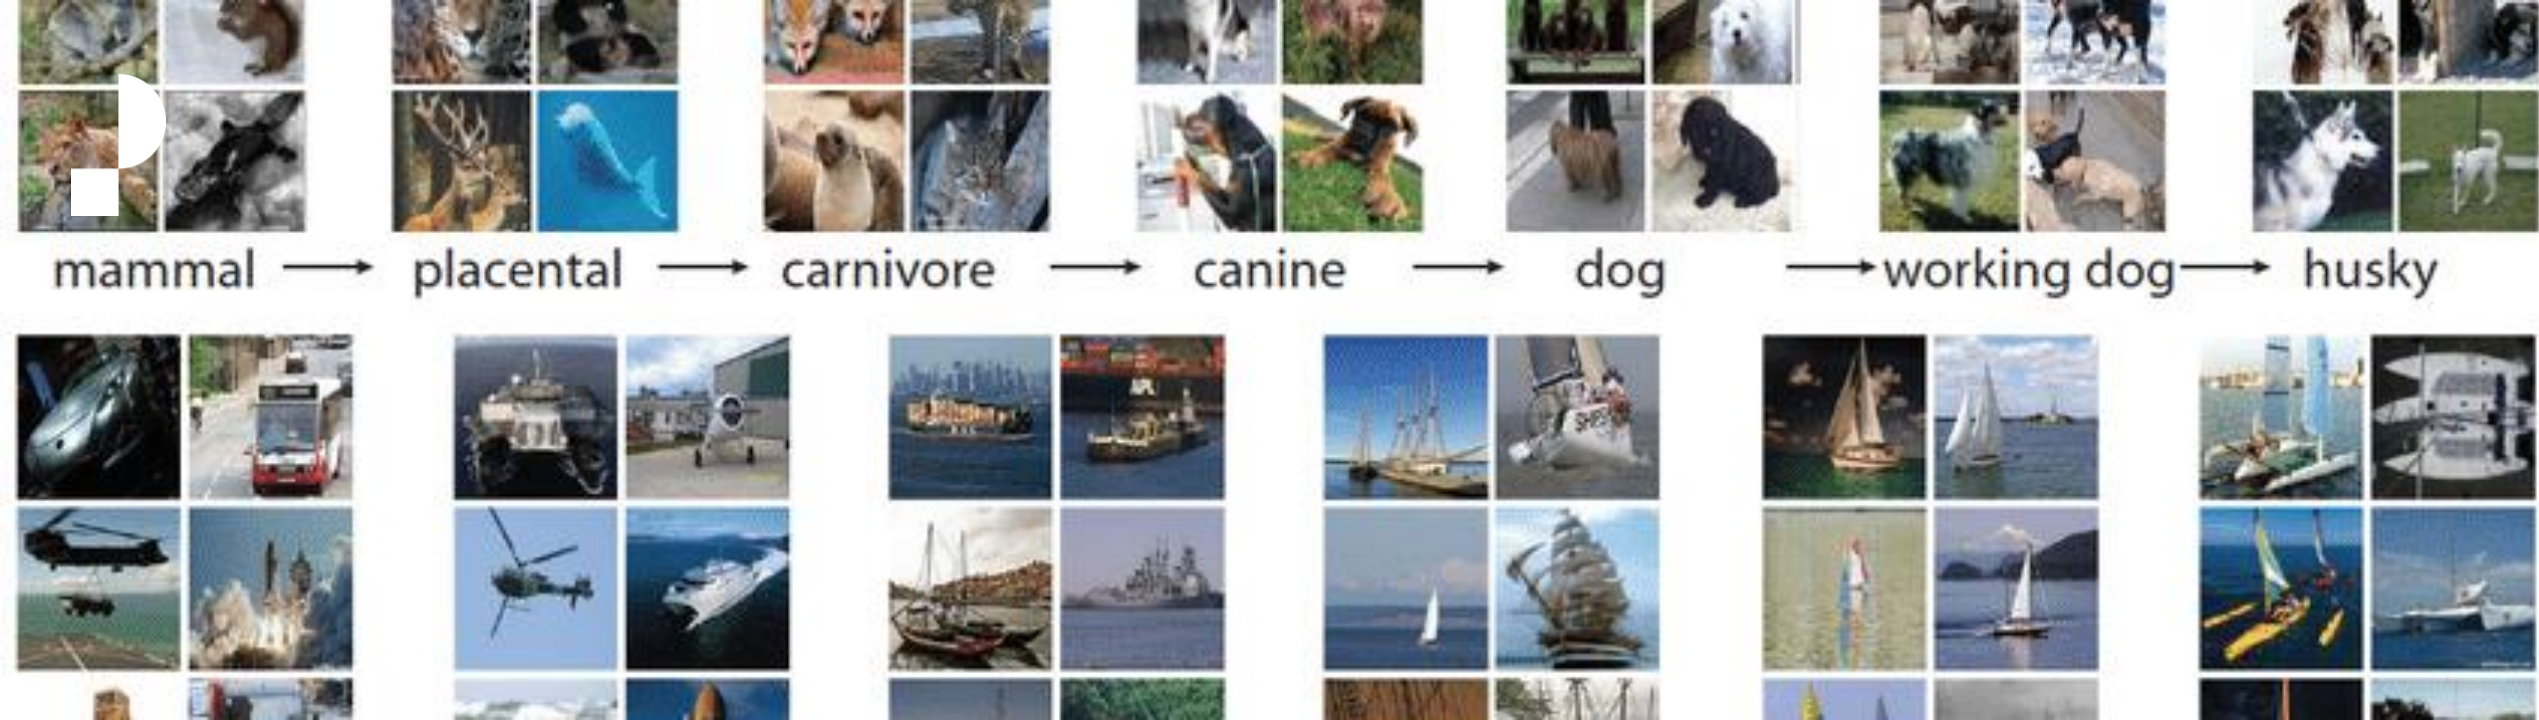 mammal → placental → carnivore → canine → dog → working dog → husky